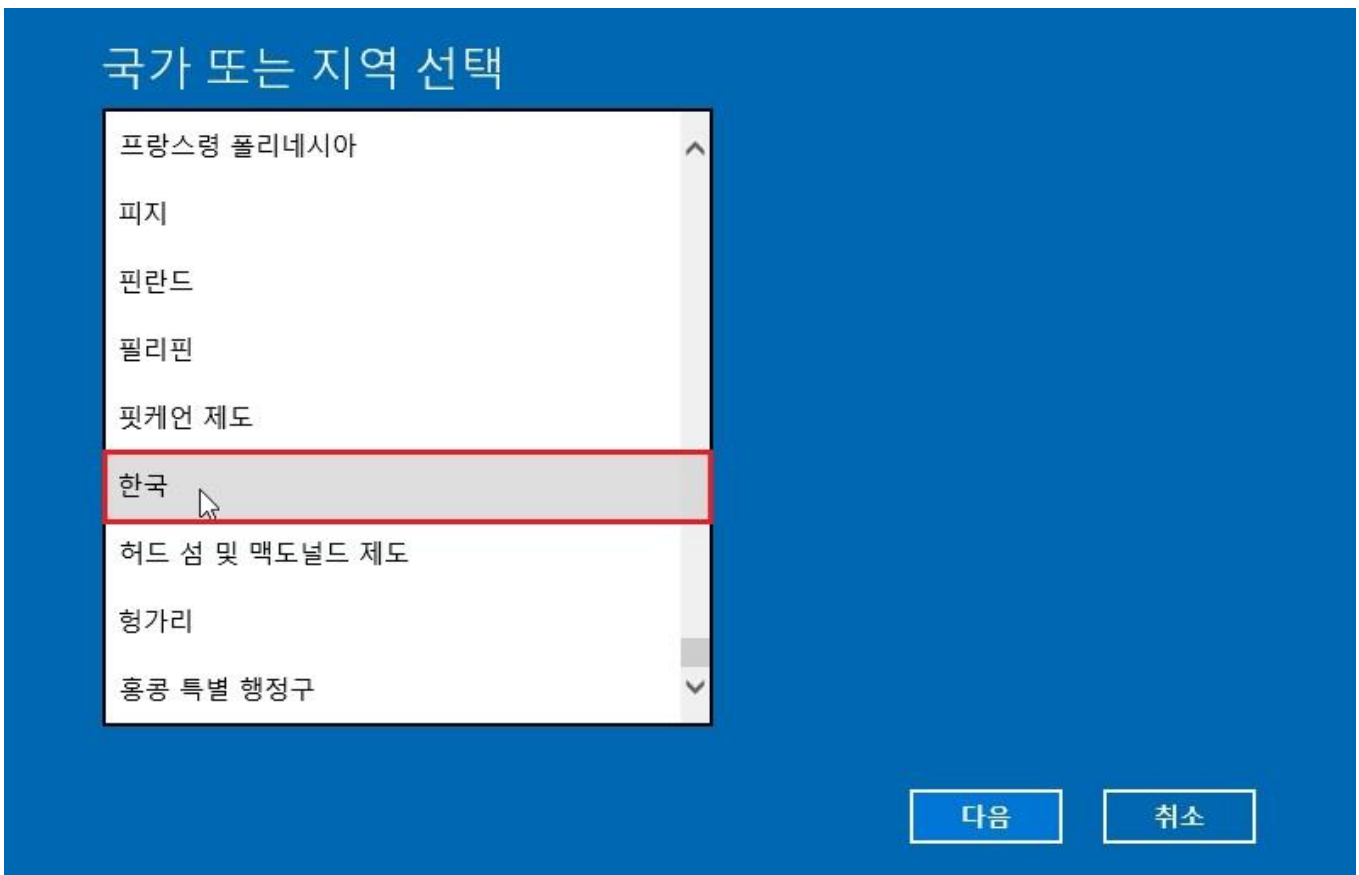 국가 또는 지역 선택
프랑스령 폴리네시아
피지
핀란드
필리핀
핏케언 제도
한국
허드 섬 및 맥도널드 제도
헝가리
홍콩 특별 행정구
다음
취소